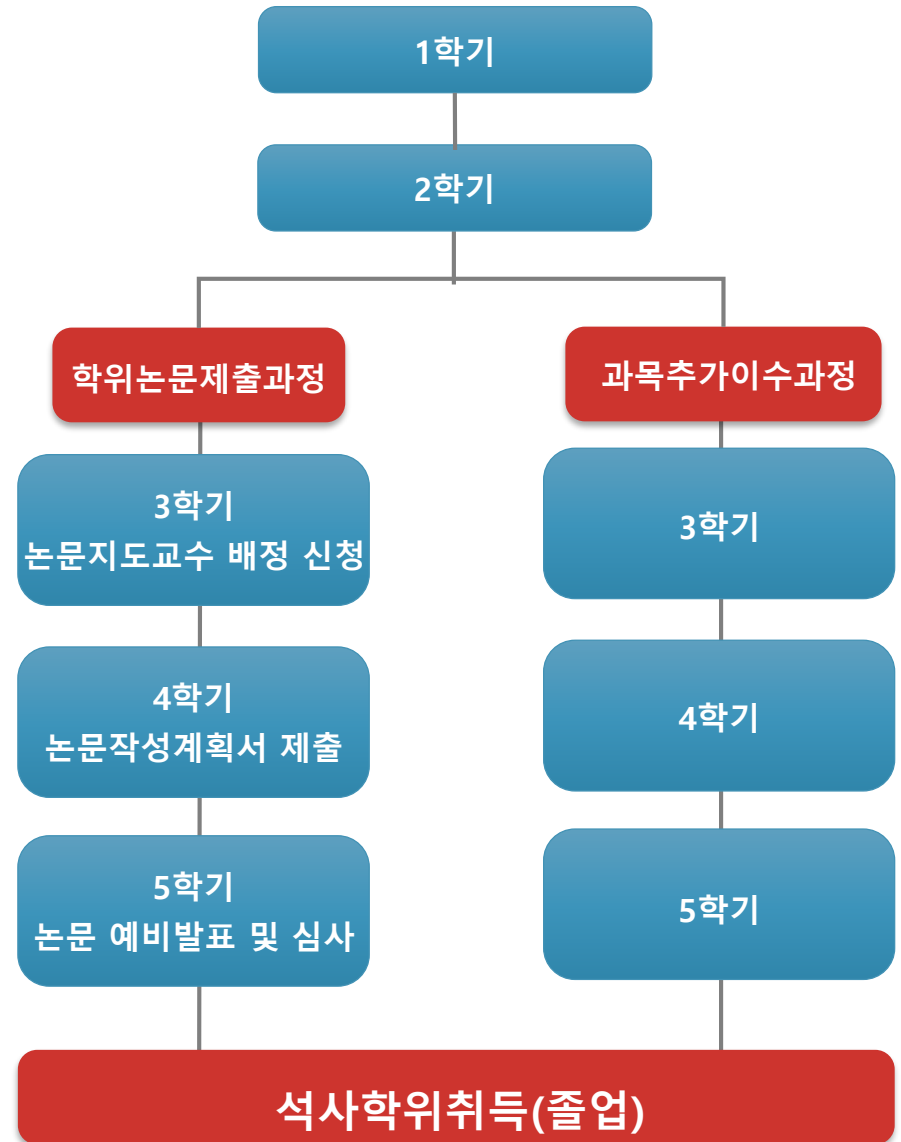 1학기
2학기
학위논문제출과정
과목추가이수과정
3학기
논문지도교수 배정 신청
3학기
4학기
논문작성계획서 제출
4학기
5학기
논문 예비발표 및 심사
5학기
석사학위취득(졸업)